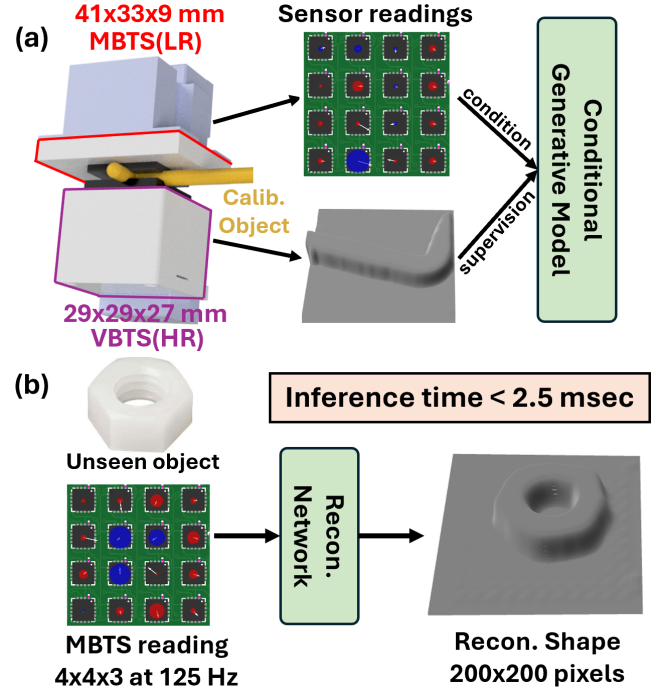 (a)
41x33x9 mm
MBTS(LR)
Sensor readings
condition
Conditional
Generative Model
Calib.
Object
supervision
29x29x27 mm
VBTS(HR)
(b)
Inference time < 2.5 msec
Unseen object
Recon.
Network
MBTS reading
4x4x3 at 125 Hz
Recon. Shape
200x200 pixels